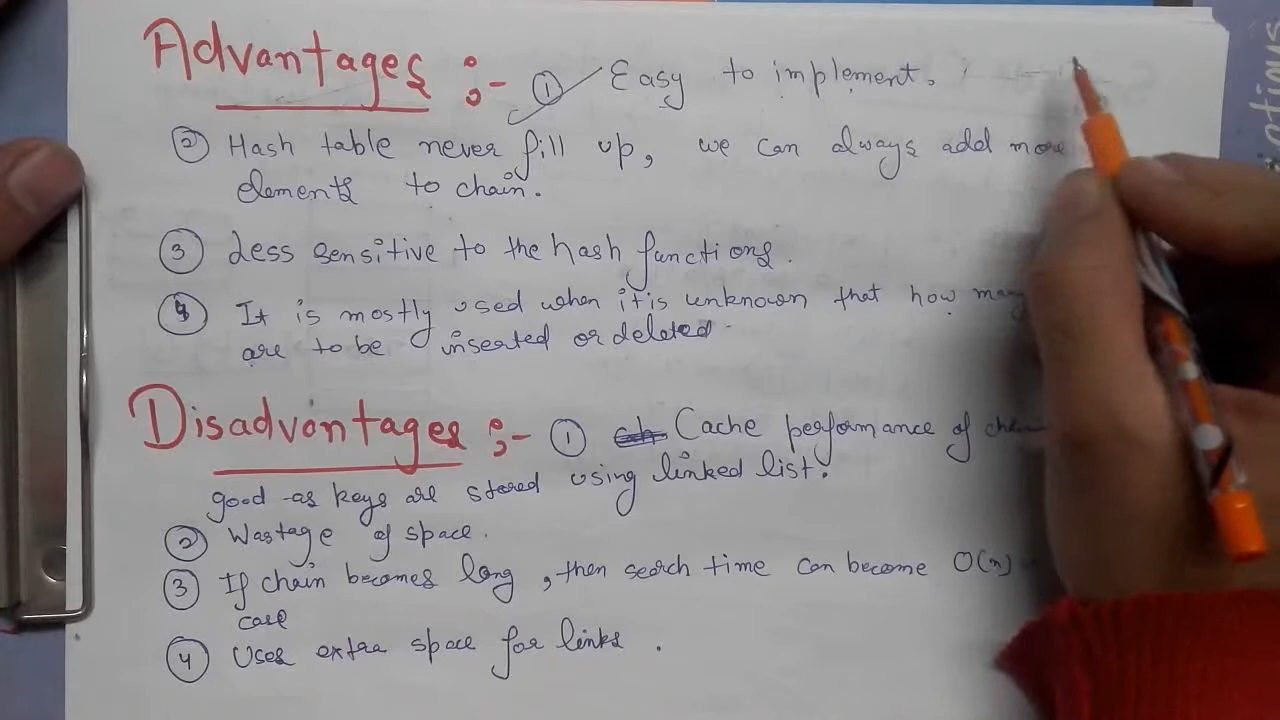 Advantages :- ① Easy to implement.
② Hash table never fill up, we can always add more
elements to chain.
③ Less sensitive to the hash functions.
④ It is mostly used when it is unknown that how many
are to be inserted or deleted.
Disadvantages :- ① Cache performance of
good as keys are stored using linked list.
② Wastage of space.
③ If chain becomes long, then search time can become O(n)
case
④ Uses extra space for links.